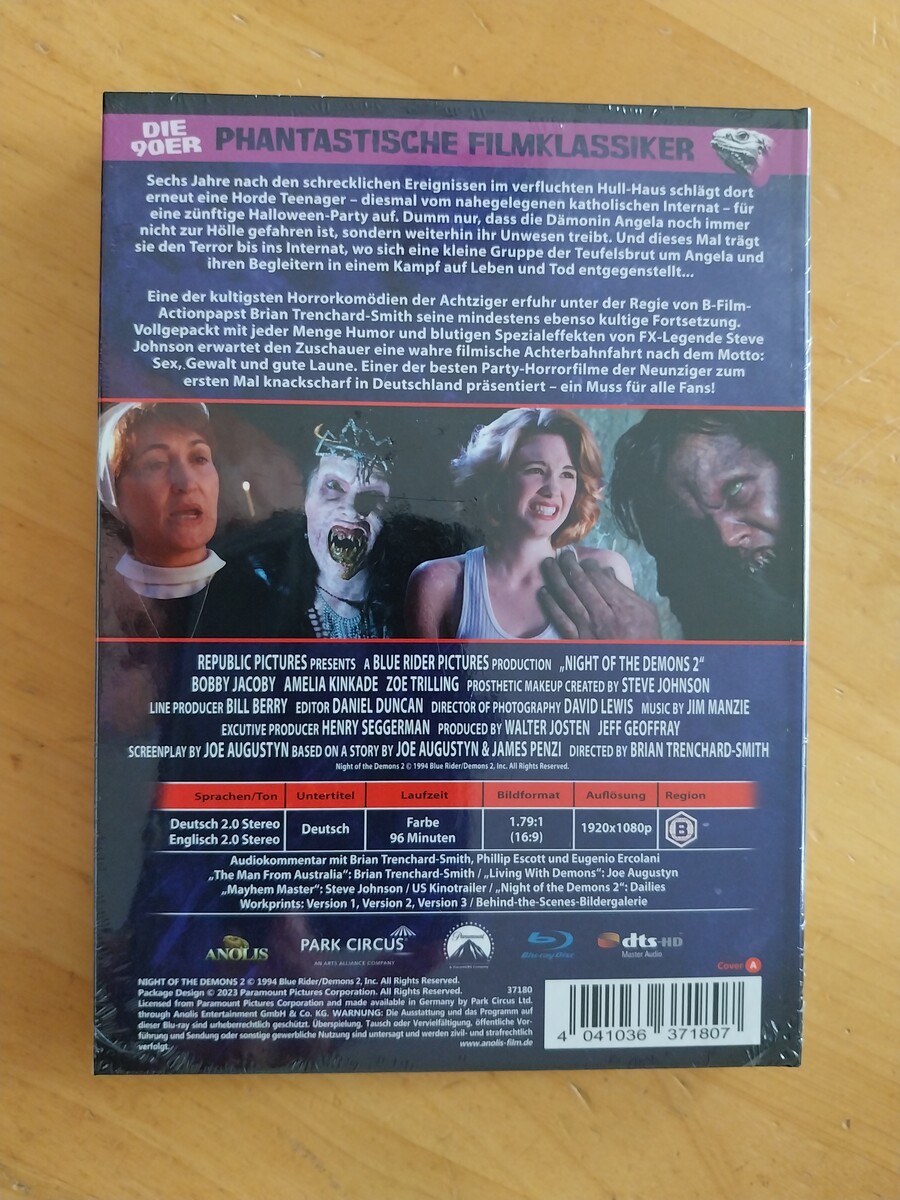 DIE 90ER
PHANTASTISCHE FILMKLASSIKER
Sechs Jahre nach den schrecklichen Ereignissen im verfluchten Hull-Haus schlägt dort
erneut eine Horde Teenager – diesmal vom nahegelegenen katholischen Internat – für
eine zünftige Halloween-Party auf. Dumm nur, dass die Dämonin Angela noch immer
nicht zur Hölle gefahren ist, sondern weiterhin ihr Unwesen treibt. Und dieses Mal trägt
sie den Terror bis ins Internat, wo sich eine kleine Gruppe der Teufelsbrut um Angela und
ihren Begleitern in einem Kampf auf Leben und Tod entgegenstellt...
Eine der kultigsten Horrorkomödien der Achtziger erfuhr unter der Regie von B-Film-
Actionpapst Brian Trenchard-Smith seine mindestens ebenso kultige Fortsetzung.
Vollgepackt mit jeder Menge Humor und blutigen Spezialeffekten von FX-Legende Steve
Johnson erwartet den Zuschauer eine wahre filmische Achterbahnfahrt nach dem Motto:
Sex, Gewalt und gute Laune. Einer der besten Party-Horrorfilme der Neunziger zum
ersten Mal knackscharf in Deutschland präsentiert – ein Muss für alle Fans!
REPUBLIC PICTURES PRESENTS A BLUE RIDER PICTURES PRODUCTION „NIGHT OF THE DEMONS 2“
BOBBY JACOBY AMELIA KINKADE ZOE TRILLING PROSTHETIC MAKEUP CREATED BY STEVE JOHNSON
LINE PRODUCER BILL BERRY EDITOR DANIEL DUNCAN DIRECTOR OF PHOTOGRAPHY DAVID LEWIS MUSIC BY JIM MANZIE
EXCUTIVE PRODUCER HENRY SEGGERMAN PRODUCED BY WALTER JOSTEN JEFF GEOFFRAY
SCREENPLAY BY JOE AUGUSTYN BASED ON A STORY BY JOE AUGUSTYN & JAMES PENZI DIRECTED BY BRIAN TRENCHARD-SMITH
Night of the Demons 2 © 1994 Blue Rider/Demons 2, Inc. All Rights Reserved.
Sprachen/Ton Untertitel Laufzeit Bildformat Auflösung Region
Deutsch 2.0 Stereo
Englisch 2.0 Stereo
Deutsch
Farbe
96 Minuten
1.79:1
(16:9)
1920x1080p
B
Audiokommentar mit Brian Trenchard-Smith, Phillip Escott und Eugenio Ercolani
„The Man From Australia“: Brian Trenchard-Smith / „Living With Demons“: Joe Augustyn
„Mayhem Master“: Steve Johnson / US Kinotrailer / „Night of the Demons 2“: Dailies
Workprints: Version 1, Version 2, Version 3 / Behind-the-Scenes-Bildergalerie
ANOLIS
PARK CIRCUS
AN ARTS ALLIANCE COMPANY
Paramount
Blu-ray Disc
dts-HD
Master Audio
Cover A
NIGHT OF THE DEMONS 2 © 1994 Blue Rider/Demons 2, Inc. All Rights Reserved.
Package Design © 2023 Paramount Pictures Corporation. All Rights Reserved. 37180
Licensed from Paramount Pictures Corporation and made available in Germany by Park Circus Ltd.
through Anolis Entertainment GmbH & Co. KG. WARNUNG: Die Ausstattung und das Programm auf
dieser Blu-ray sind urheberrechtlich geschützt. Überspielung, Tausch oder Vervielfältigung, öffentliche Vor-
führung und Sendung oder sonstige gewerbliche Nutzung sind untersagt und werden zivil- und strafrechtlich
verfolgt. www.anolis-film.de
4 041036 371807